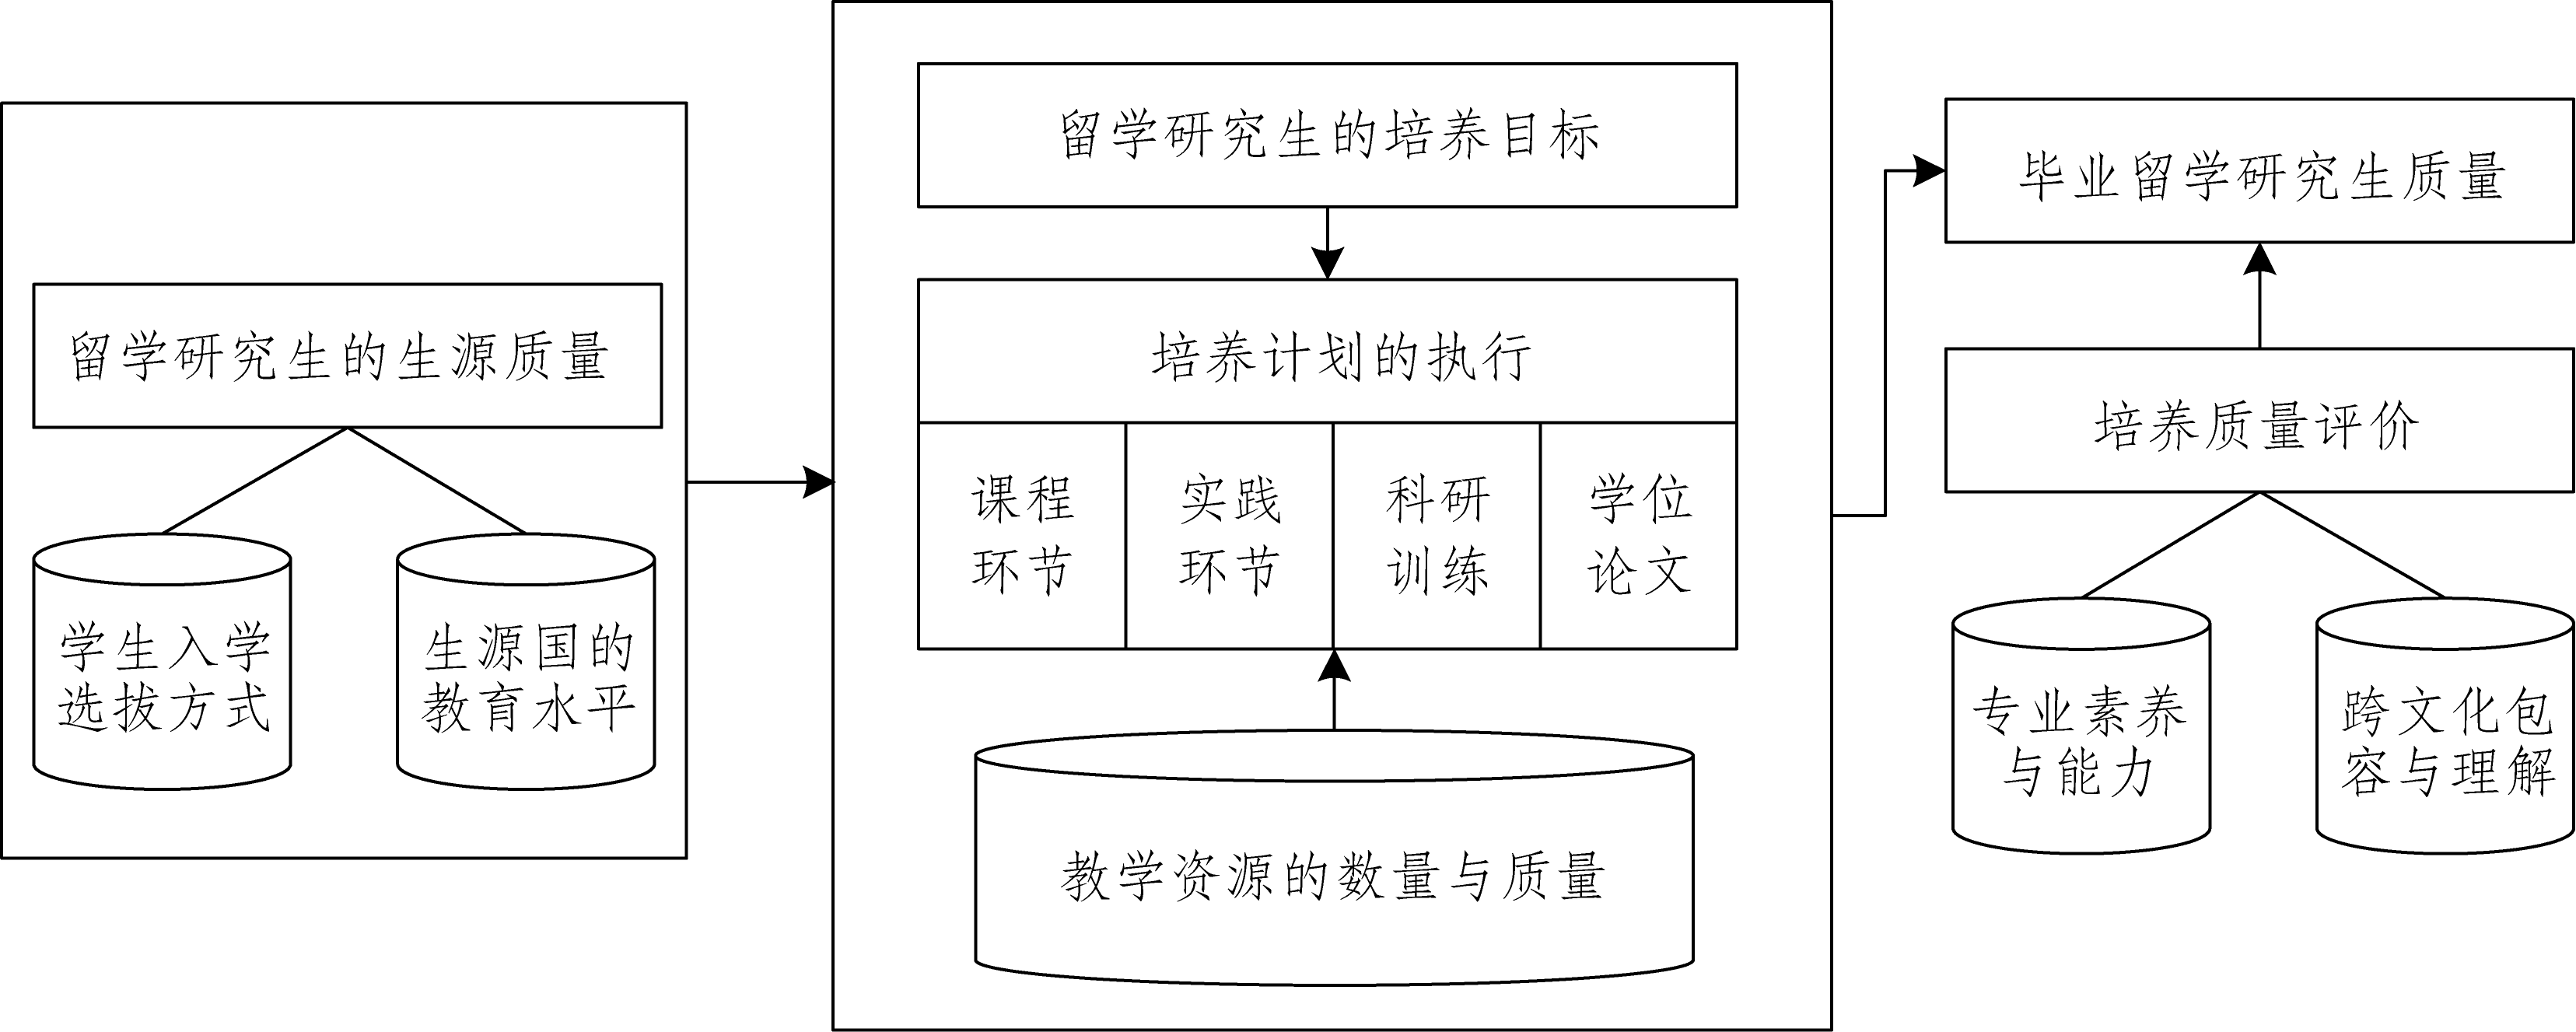 留学研究生的生源质量
学生入学
选拔方式
生源国的
教育水平
留学研究生的培养目标
培养计划的执行
课程
环节
实践
环节
科研
训练
学位
论文
教学资源的数量与质量
毕业留学研究生质量
培养质量评价
专业素养
与能力
跨文化包
容与理解